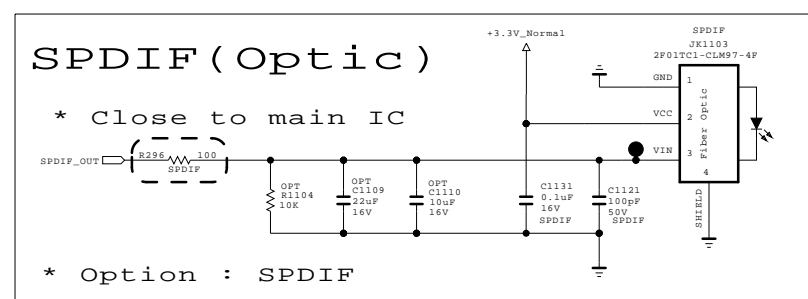 SPDIF(Optic)
* Close to main IC
SPDIF_OUT
R296
100
SPDIF
OPT
R1104
10K
OPT
C1109
22uF
16V
OPT
C1110
10uF
16V
+3.3V_Normal
C1131
0.1uF
16V
SPDIF
C1121
100pF
50V
SPDIF
SPDIF
JK1103
2F01TC1-CLM97-4F
GND
1
VCC
2
VIN
3
4
Fiber Optic
SHIELD
* Option : SPDIF